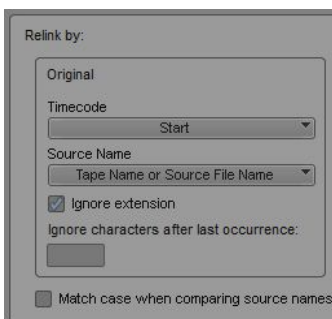 Relink by:
Original
Timecode
Start
Source Name
Tape Name or Source File Name
Ignore extension
Ignore characters after last occurrence:
Match case when comparing source names